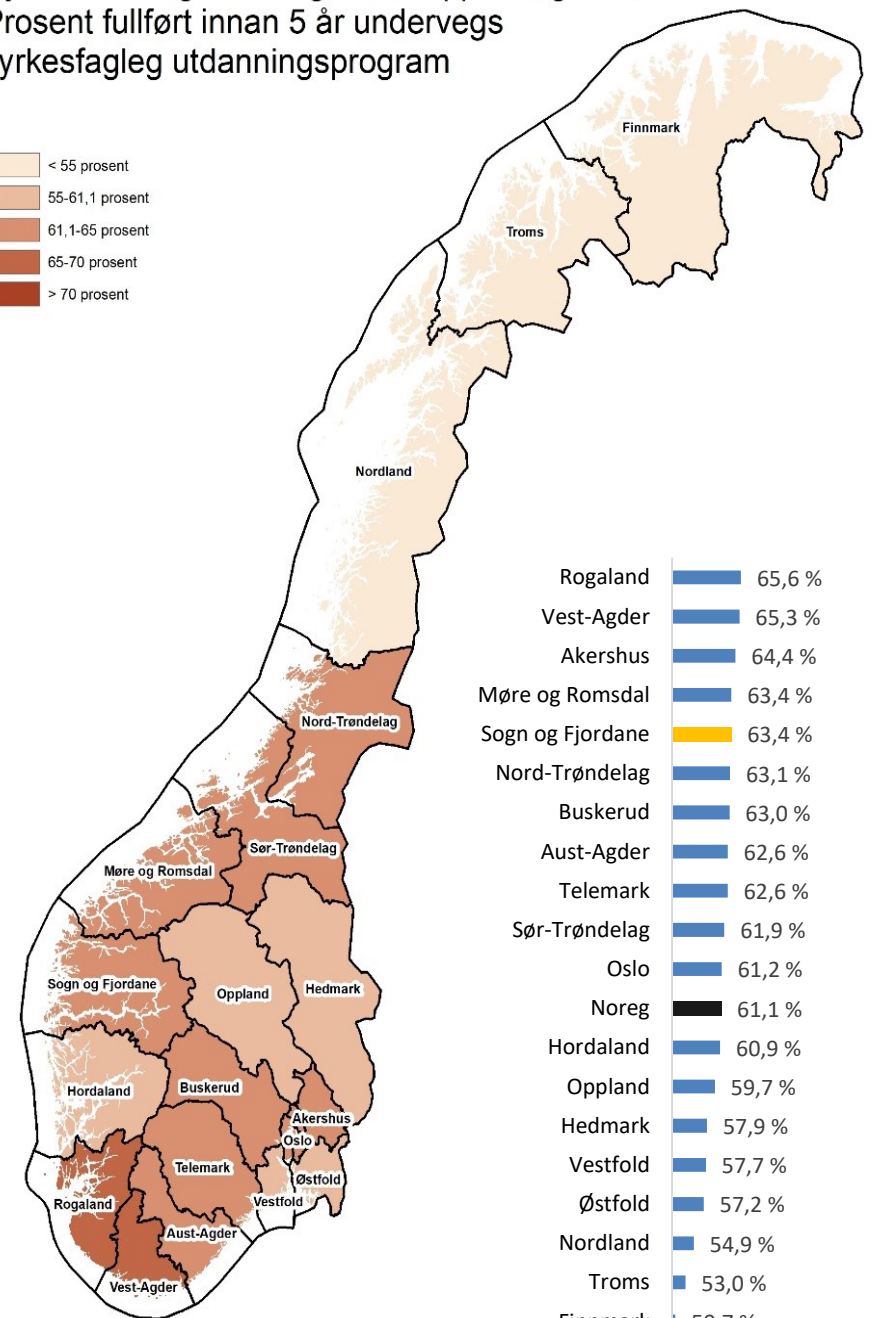 Prosent fullført innan 5 år undervegs
yrkesfagleg utdanningsprogram
< 55 prosent
55-61,1 prosent
61,1-65 prosent
65-70 prosent
> 70 prosent
Finnmark
Troms
Nordland
Nord-Trøndelag
Sør-Trøndelag
Møre og Romsdal
Sogn og Fjordane
Oppland
Hedmark
Hordaland
Buskerud
Akershus
Oslo
Telemark
Østfold
Vestfold
Rogaland
Aust-Agder
Vest-Agder
Rogaland 65,6 %
Vest-Agder 65,3 %
Akershus 64,4 %
Møre og Romsdal 63,4 %
Sogn og Fjordane 63,4 %
Nord-Trøndelag 63,1 %
Buskerud 63,0 %
Aust-Agder 62,6 %
Telemark 62,6 %
Sør-Trøndelag 61,9 %
Oslo 61,2 %
Noreg 61,1 %
Hordaland 60,9 %
Oppland 59,7 %
Hedmark 57,9 %
Vestfold 57,7 %
Østfold 57,2 %
Nordland 54,9 %
Troms 53,0 %
Finnmark